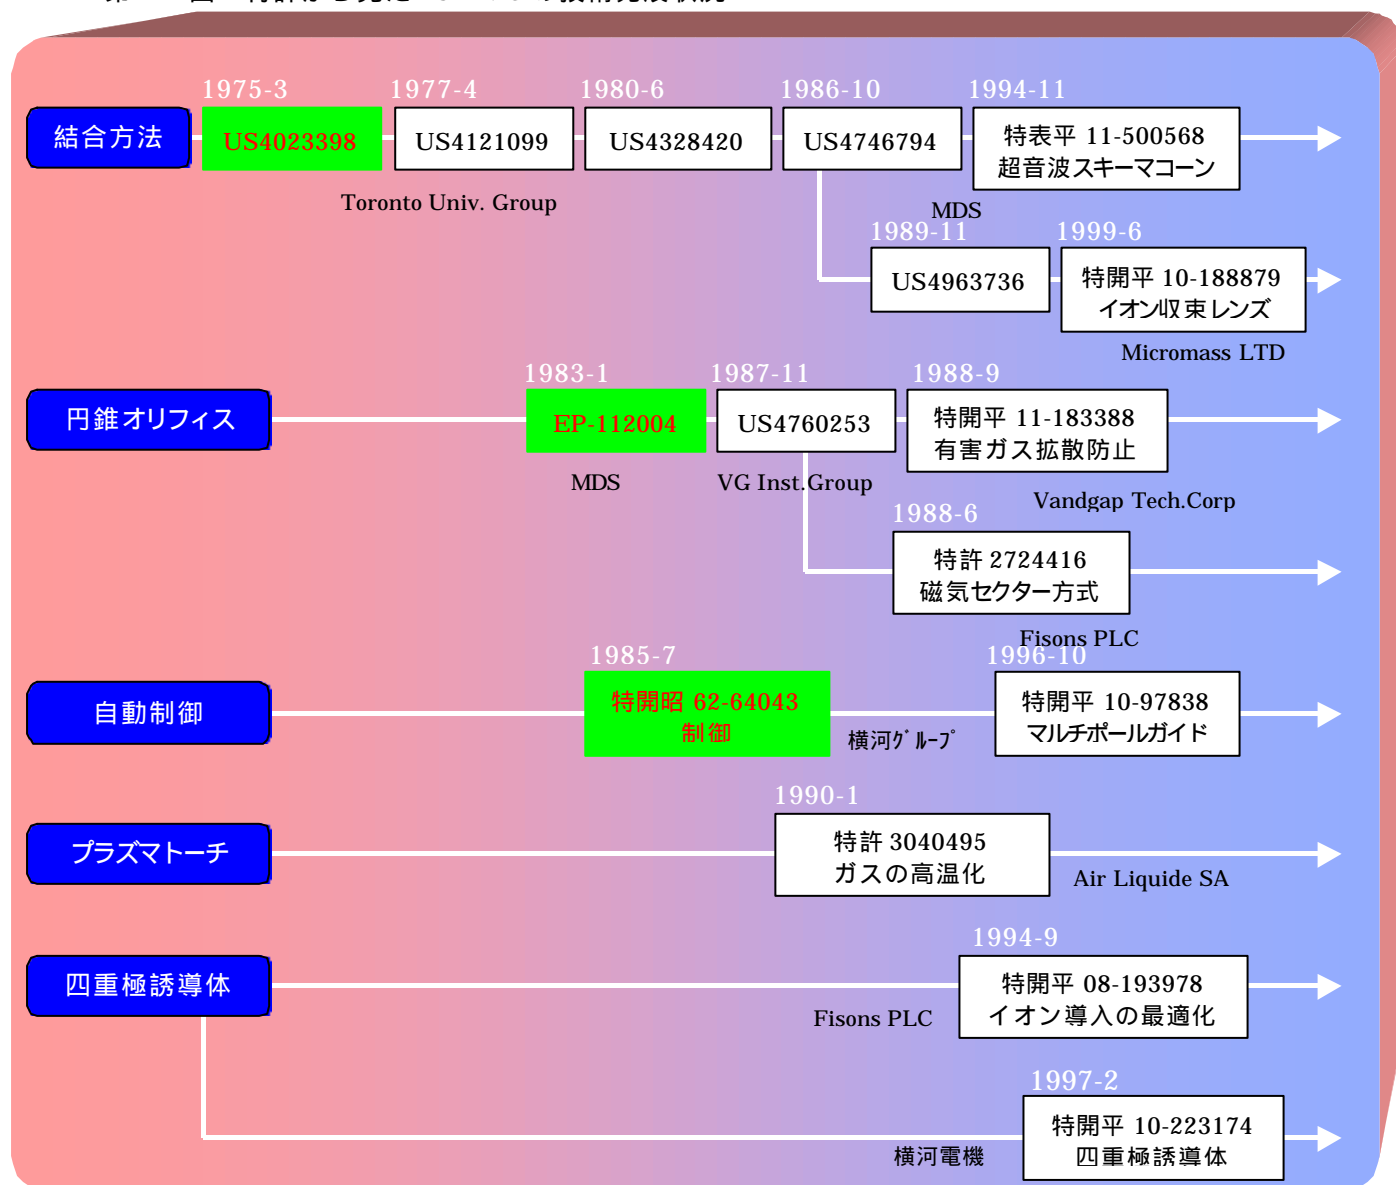 1975-3
1977-4
1980-6
1986-10
1994-11
結合方法
US4023398
US4121099
US4328420
US4746794
特表平 11-500568
超音波スキーマコーン
Toronto Univ. Group
MDS
1989-11
1999-6
US4963736
特開平 10-188879
イオン収束レンズ
Micromass LTD
1983-1
1987-11
1988-9
円錐オリフィス
EP-112004
US4760253
特開平 11-183388
有害ガス拡散防止
MDS
VG Inst.Group
Vandgap Tech.Corp
1988-6
特許 2724416
磁気セクター方式
Fisons PLC
1985-7
1996-10
自動制御
特開昭 62-64043
制御
横河ｸﾞﾙｰﾌﾟ
特開平 10-97838
マルチポールガイド
1990-1
プラズマトーチ
特許 3040495
ガスの高温化
Air Liquide SA
1994-9
四重極誘導体
特開平 08-193978
イオン導入の最適化
Fisons PLC
1997-2
特開平 10-223174
四重極誘導体
横河電機